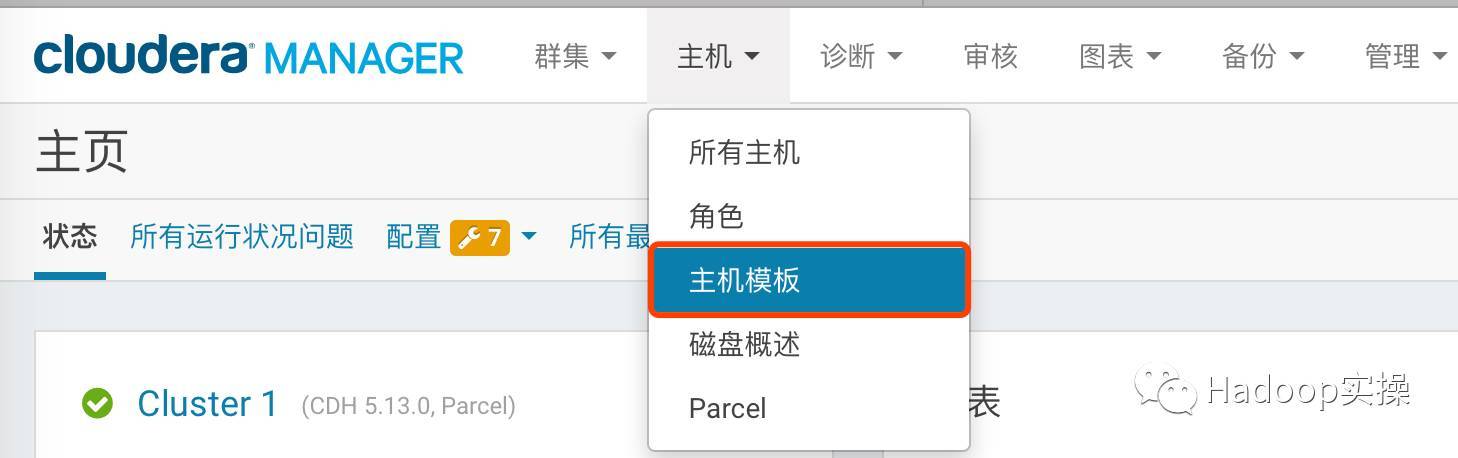 cloudera MANAGER 群集 主机 诊断 审核 图表 备份 管理
主页
所有主机
角色
状态 所有运行状况问题 配置 7 所有最
主机模板
磁盘概述
Cluster 1 (CDH 5.13.0, Parcel)
Parcel
表
Hadoop实操